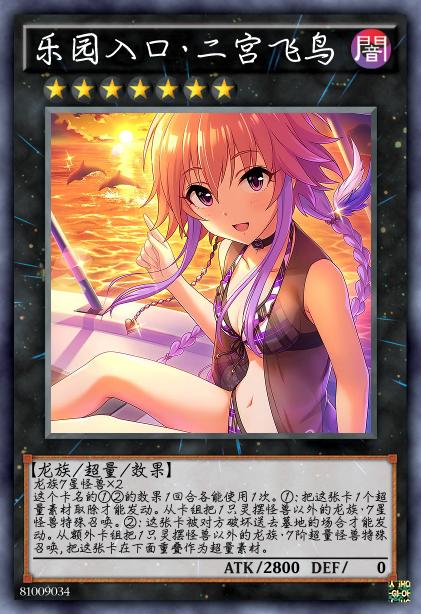 乐园入口·二宫飞鸟
闇
【龙族/超量/效果】
龙族7星怪兽×2
这个卡名的①②的效果1回合各能使用1次。①:把这张卡1个超
量素材取除才能发动。从卡组把1只灵摆怪兽以外的龙族·7星
怪兽特殊召唤。②:这张卡被对方破坏送去墓地的场合才能发
动。从额外卡组把1只灵摆怪兽以外的龙族·7阶超量怪兽特殊
召唤,把这张卡在下面重叠作为超量素材。
ATK/2800 DEF/ 0
81009034